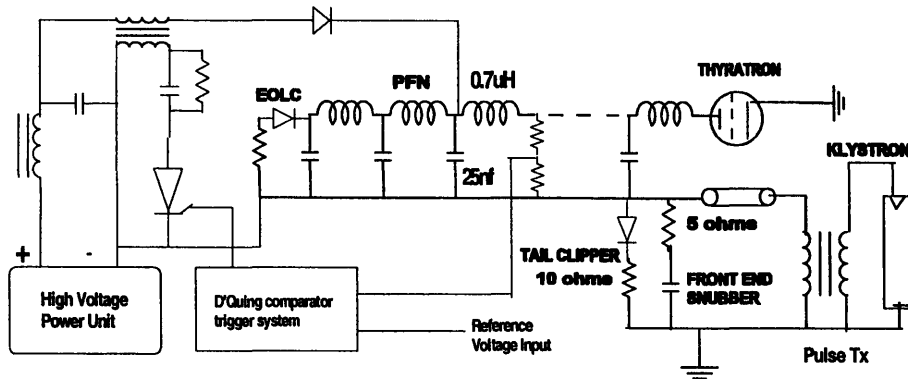 THYRATRON
0.7uH
PFN
EOLC
KLYSTRON
25nf
5 ohms
+ -
TAIL CLIPPER
10 ohms
FRONT END
SNUBBER
High Voltage
Power Unit
D'Quing comparator
trigger system
Reference
Voltage Input
Pulse Tx